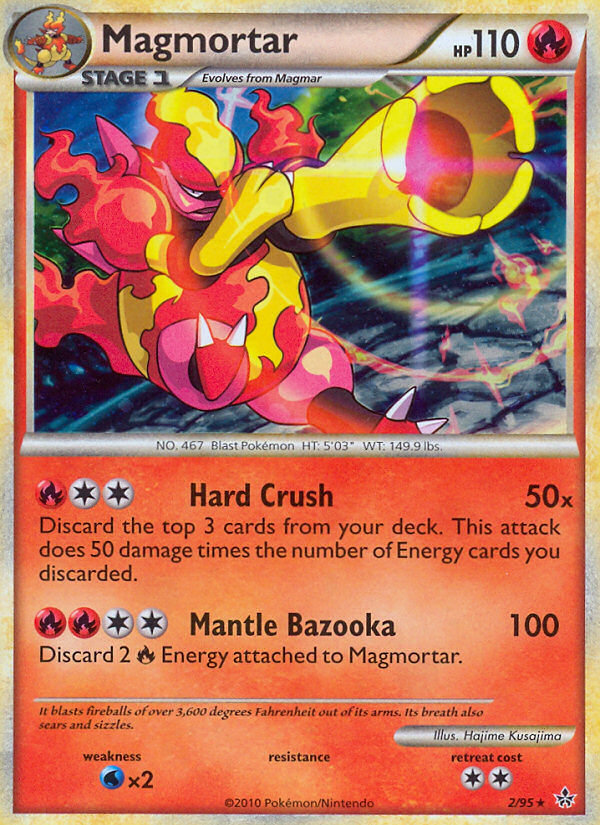 Magmortar
HP 110
STAGE 1
Evolves from Magmar
NO. 467 Blast Pokémon HT: 5'03" WT: 149.9 lbs.
Hard Crush 50x
Discard the top 3 cards from your deck. This attack
does 50 damage times the number of Energy cards you
discarded.
Mantle Bazooka 100
Discard 2 Energy attached to Magmortar.
It blasts fireballs of over 3,600 degrees Fahrenheit out of its arms. Its breath also
sears and sizzles.
Illus. Hajime Kusajima
weakness resistance retreat cost
×2
©2010 Pokémon/Nintendo
2/95 ★